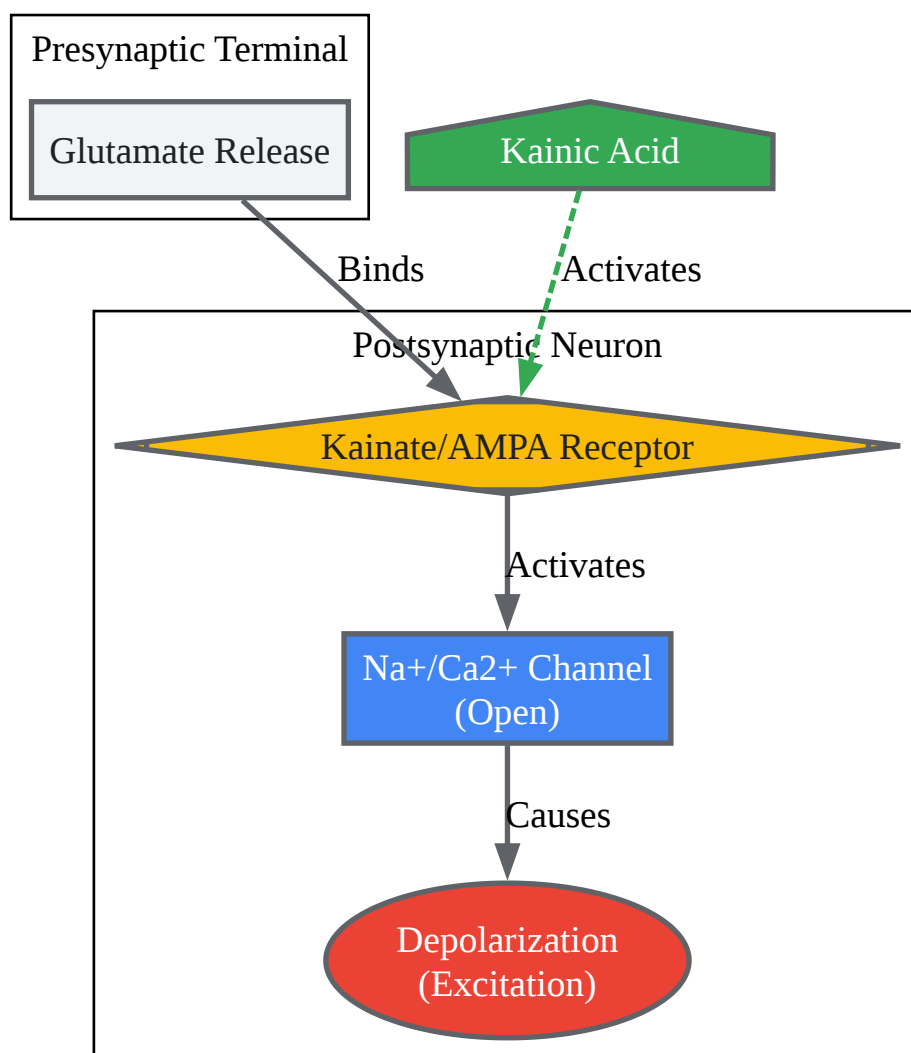 Presynaptic Terminal
Glutamate Release
Kainic Acid
Binds
Activates
Postsynaptic Neuron
Kainate/AMPA Receptor
Activates
Na+/Ca2+ Channel
(Open)
Causes
Depolarization
(Excitation)